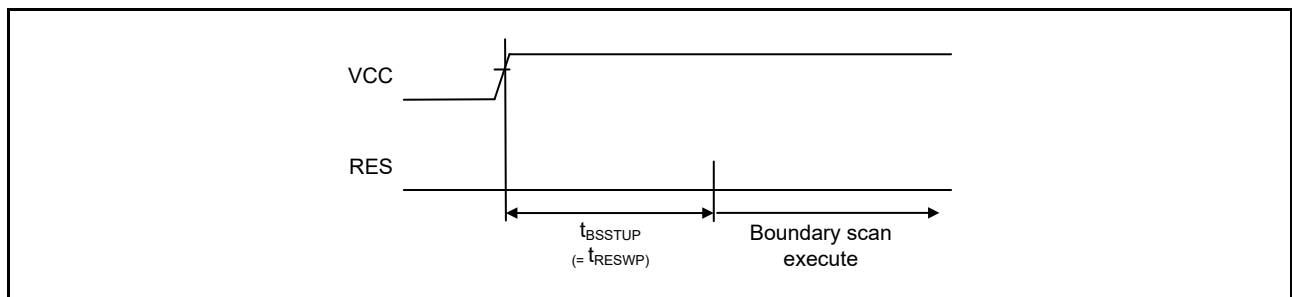 VCC
RES
tBSSTUP
(= tRESWP)
Boundary scan
execute